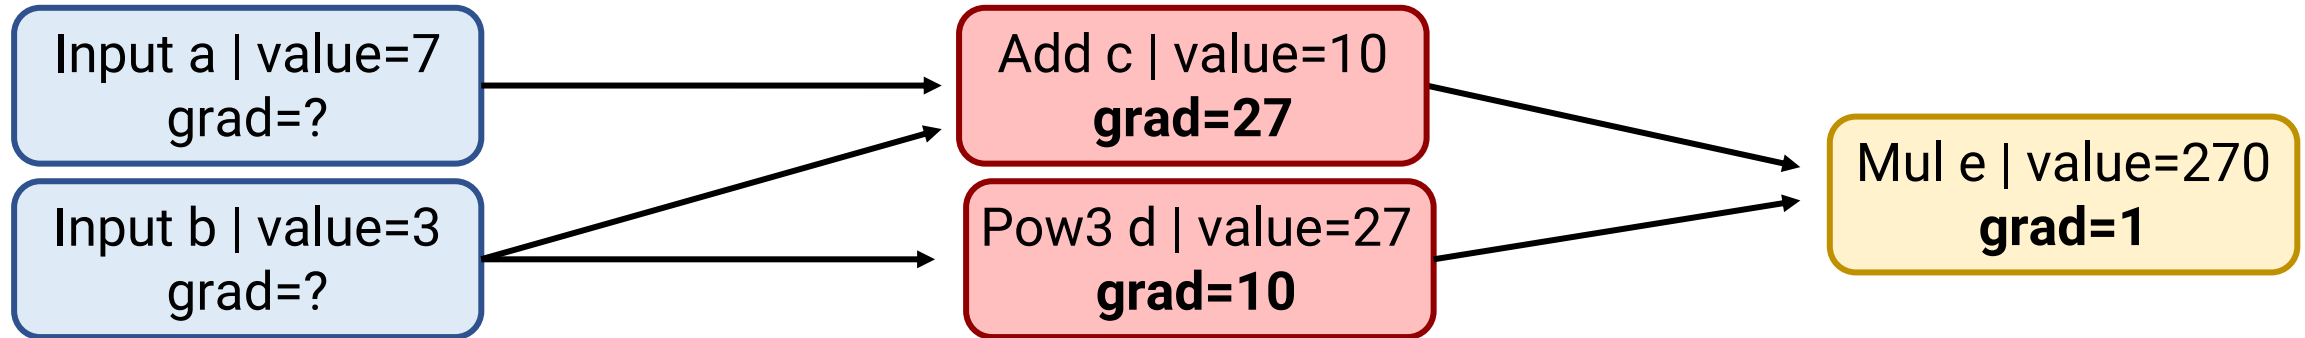 Input a | value=7
grad=?
Input b | value=3
grad=?
Add c | value=10
grad=27
Pow3 d | value=27
grad=10
Mul e | value=270
grad=1